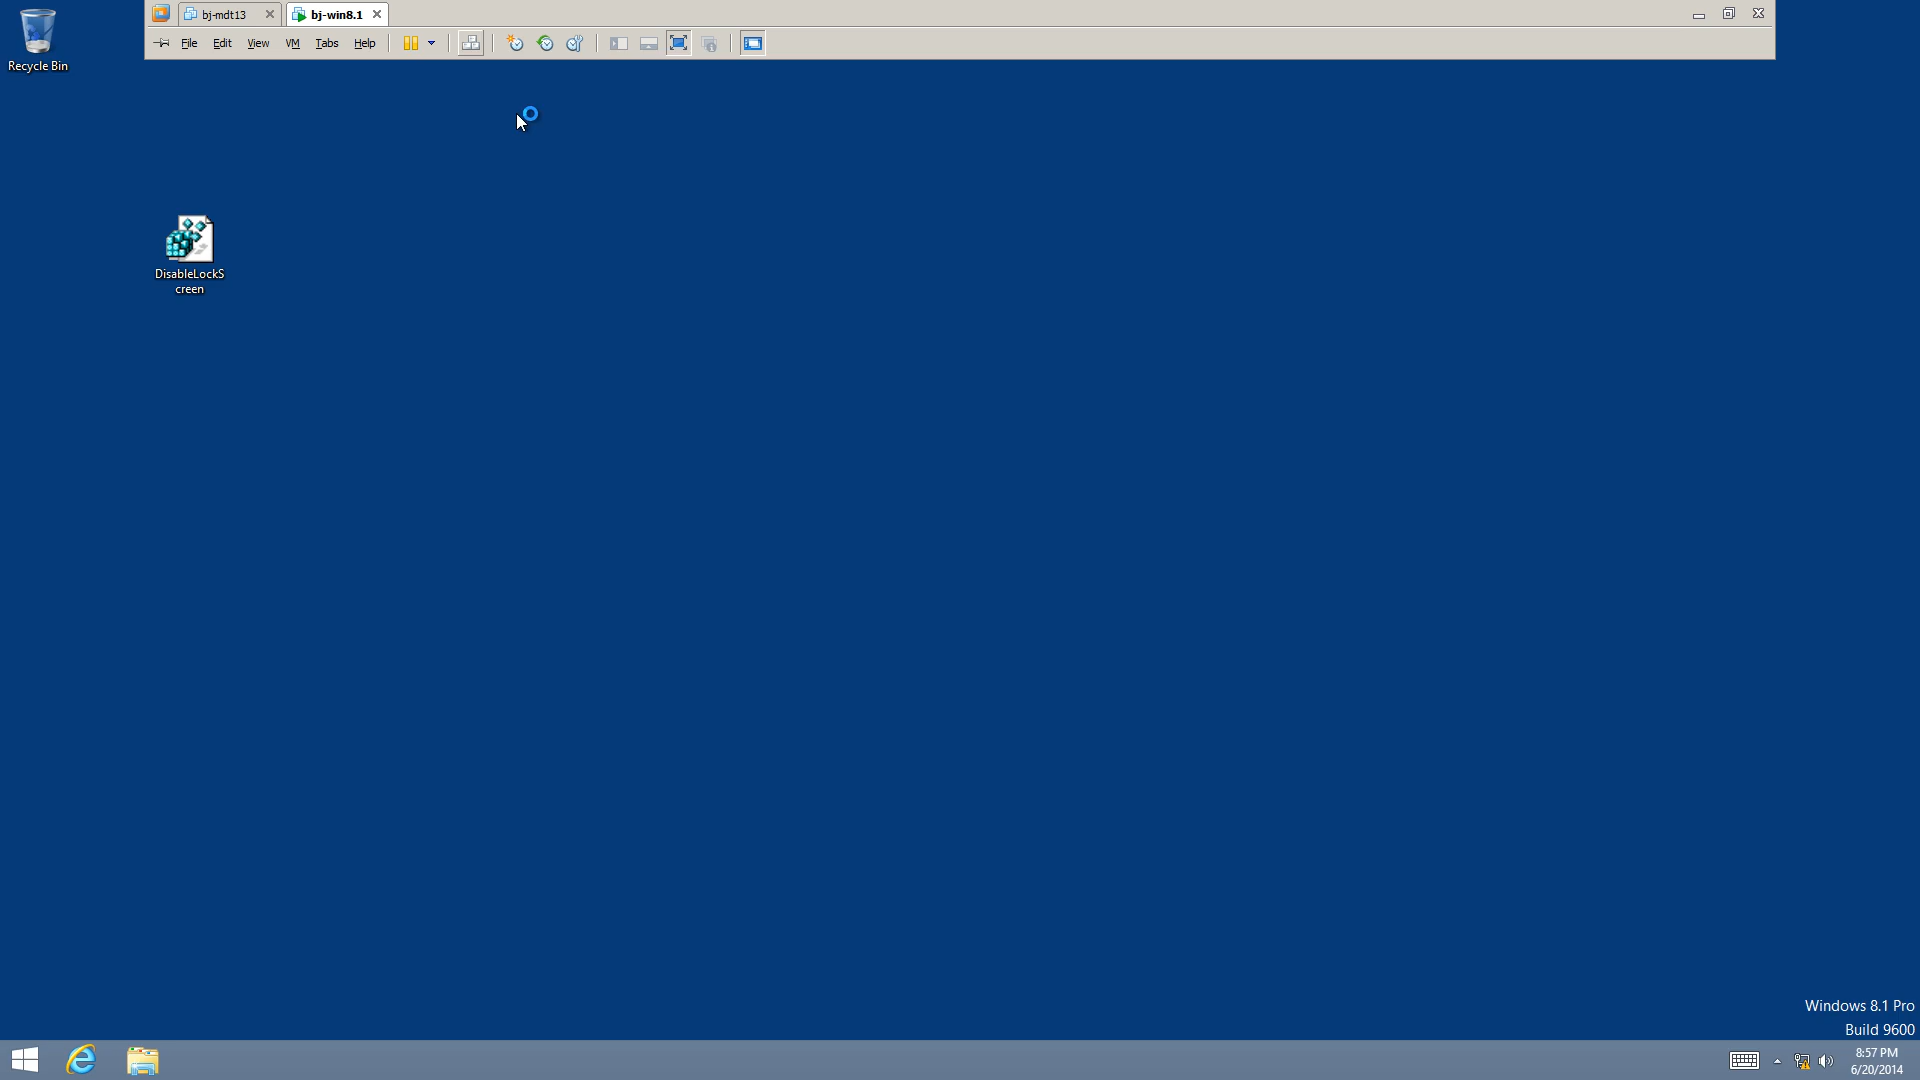 bj-mdt13
bj-win8.1
File Edit View VM Tabs Help
Recycle Bin
DisableLockS
creen
Windows 8.1 Pro
Build 9600
8:57 PM
6/20/2014